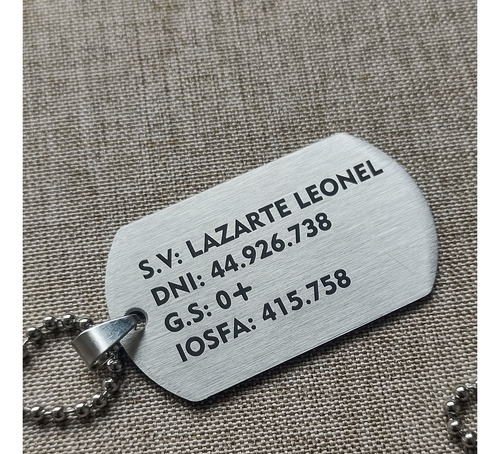 S.V: LAZARTE LEONEL
DNI: 44.926.738
G.S: 0+
IOSFA: 415.758